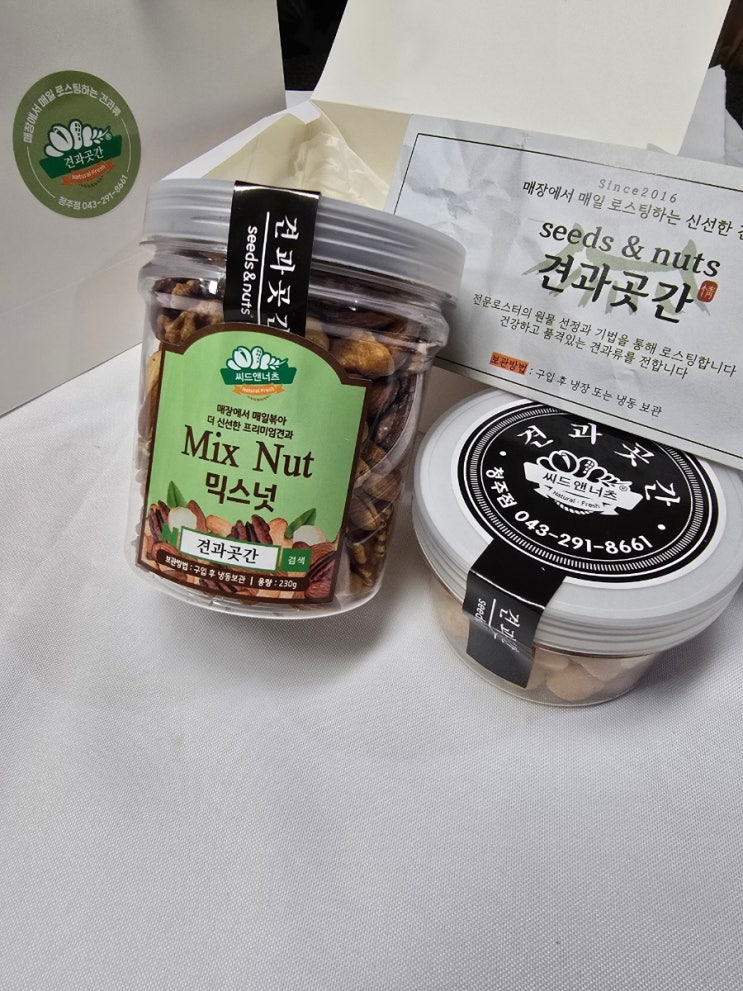 매장에서 매일 로스팅하는 견과류
견과곳간
Natural Fresh
청주점 043-291-8661
Since2016
매장에서 매일 로스팅하는 신선한
seeds & nuts
견과곳간
전문로스터의 원물 선정과 기법을 통해 로스팅합니다
건강하고 품격있는 견과류를 전합니다
보관방법 : 구입 후 냉장 또는 냉동 보관
견과곳간
seeds&nuts
씨드앤너츠
Natural Fresh
매장에서 매일볶아
더 신선한 프리미엄견과
Mix Nut
믹스넛
N
견과곳간 검색
보관방법 : 구입 후 냉동보관 | 용량 : 230g
견과곳간
씨드앤너츠
Natural · Fresh
청주점 043-291-8661
견과
seed